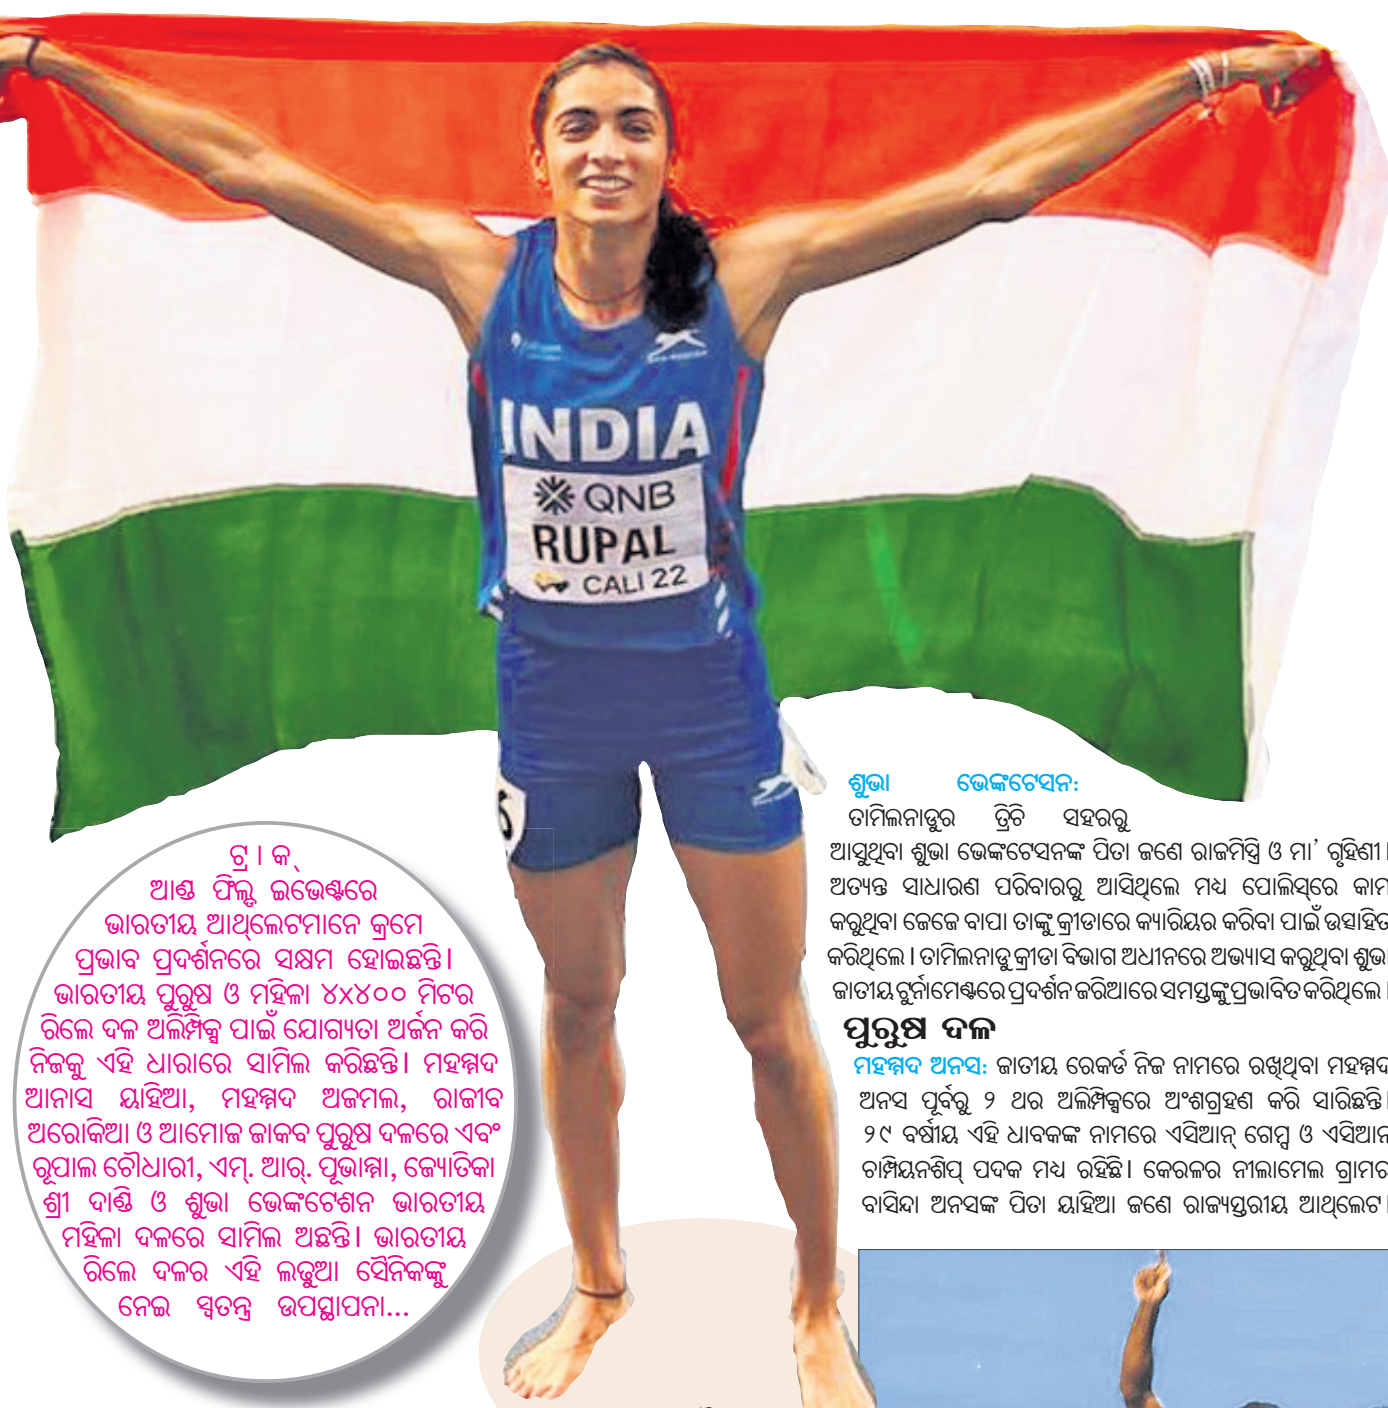 INDIA
QNB
RUPAL
CALI 22
ଟ୍ର । କ୍
ଆଣ୍ଡ ଫିଲ୍ଡ ଇଭେଣ୍ଟରେ
ଭାରତୀୟ ଆଥ୍‌ଲେଟମାନେ କ୍ରମେ
ପ୍ରଭାବ ପ୍ରଦର୍ଶନରେ ସକ୍ଷମ ହୋଇଛନ୍ତି।
ଭାରତୀୟ ପୁରୁଷ ଓ ମହିଳା ୪x୪୦୦ ମିଟର
ରିଲେ ଦଳ ଅଲିମ୍ପିକ୍ସ ପାଇଁ ଯୋଗ୍ୟତା ଅର୍ଜନ କରି
ନିଜକୁ ଏହି ଧାରାରେ ସାମିଲ କରିଛନ୍ତି। ମହମ୍ମଦ
ଆନାସ ୟାହିଆ, ମହମ୍ମଦ ଅଜମଲ, ରାଜୀବ
ଅରୋକିଆ ଓ ଆମୋଜ ଜାକବ ପୁରୁଷ ଦଳରେ ଏବଂ
ରୂପାଲ ଚୌଧାରୀ, ଏମ୍. ଆର୍. ପୂଭାମ୍ମା, ଜ୍ୟୋତିକା
ଶ୍ରୀ ଦାଣ୍ଡି ଓ ଶୁଭା ଭେଙ୍କଟେଶନ ଭାରତୀୟ
ମହିଳା ଦଳରେ ସାମିଲ ଅଛନ୍ତି। ଭାରତୀୟ
ରିଲେ ଦଳର ଏହି ଲଢୁଆ ସୈନିକଙ୍କୁ
ନେଇ ସ୍ୱତନ୍ତ୍ର ଉପସ୍ଥାପନା...
ଶୁଭା ଭେଙ୍କଟେସନ:
ତାମିଲନାଡୁର ତ୍ରିଚି ସହରରୁ
ଆସୁଥିବା ଶୁଭା ଭେଙ୍କଟେସନଙ୍କ ପିତା ଜଣେ ରାଜମିସ୍ତ୍ରି ଓ ମା' ଗୃହିଣୀ।
ଅତ୍ୟନ୍ତ ସାଧାରଣ ପରିବାରରୁ ଆସିଥିଲେ ମଧ୍ୟ ପୋଲିସ୍‌ରେ କାମ
କରୁଥିବା ଜେଜେ ବାପା ତାଙ୍କୁ କ୍ରୀଡାରେ କ୍ୟାରିୟର କରିବା ପାଇଁ ଉତ୍ସାହିତ
କରିଥିଲେ । ତାମିଲନାଡୁ କ୍ରୀଡା ବିଭାଗ ଅଧୀନରେ ଅଭ୍ୟାସ କରୁଥିବା ଶୁଭା
ଜାତୀୟ ଟୁର୍ନାମେଣ୍ଟରେ ପ୍ରଦର୍ଶନ ଜରିଆରେ ସମସ୍ତଙ୍କୁ ପ୍ରଭାବିତ କରିଥିଲେ ।
ପୁରୁଷ ଦଳ
ମହମ୍ମଦ ଅନସ: ଜାତୀୟ ରେକର୍ଡ ନିଜ ନାମରେ ରଖିଥିବା ମହମ୍ମଦ
ଅନସ ପୂର୍ବରୁ ୨ ଥର ଅଲିମ୍ପିକ୍ସରେ ଅଂଶଗ୍ରହଣ କରି ସାରିଛନ୍ତି।
୨୯ ବର୍ଷୀୟ ଏହି ଧାବକଙ୍କ ନାମରେ ଏସିଆନ୍ ଗେମ୍ସ ଓ ଏସିଆନ
ଚାମ୍ପିୟନଶିପ୍ ପଦକ ମଧ୍ୟ ରହିଛି। କେରଳର ନୀଲାମେଲ ଗ୍ରାମର
ବାସିନ୍ଦା ଅନସଙ୍କ ପିତା ୟାହିଆ ଜଣେ ରାଜ୍ୟସ୍ତରୀୟ ଆଥ୍‌ଲେଟ।